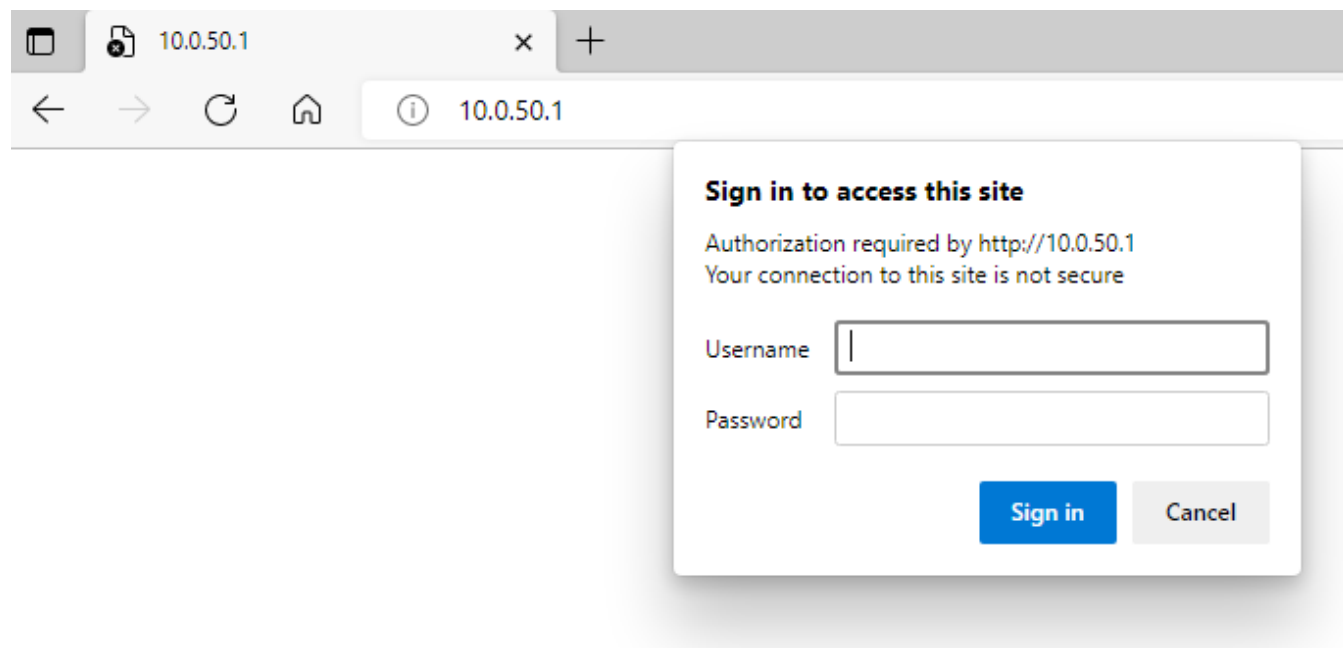 10.0.50.1
10.0.50.1
Sign in to access this site
Authorization required by http://10.0.50.1
Your connection to this site is not secure
Username
Password
Sign in Cancel